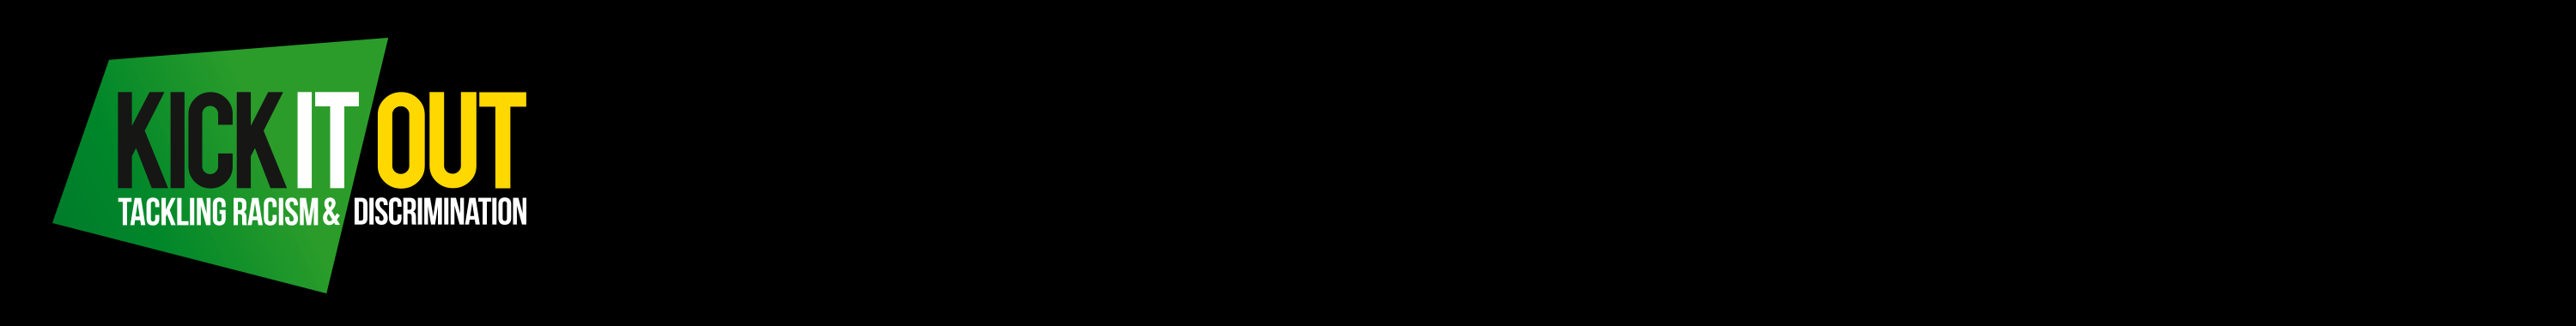 KICK IT OUT
TACKLING RACISM & DISCRIMINATION